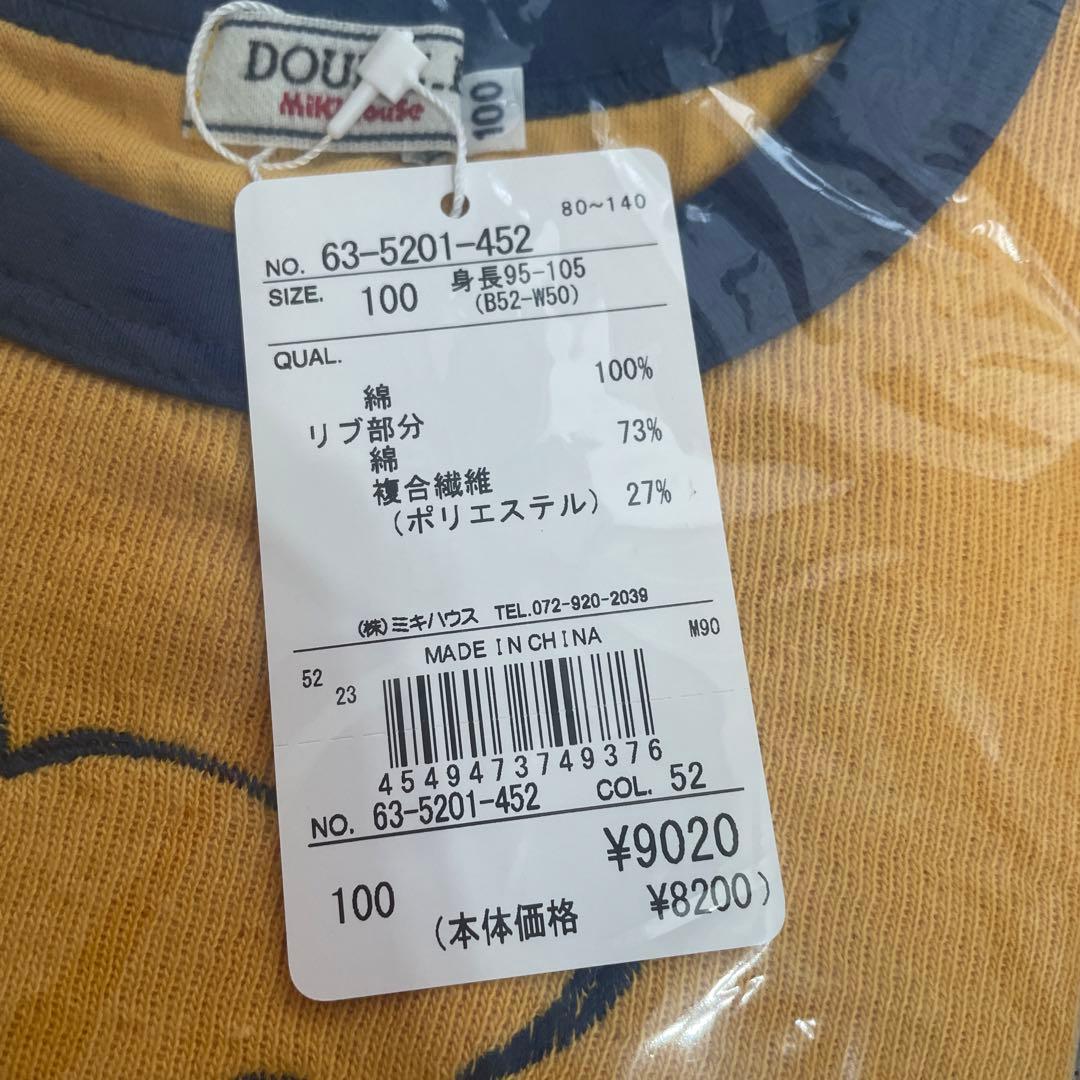 MiKi House
100
80~140
NO. 63-5201-452
SIZE. 100 身長95-105
(B52-W50)
QUAL.
綿 100%
リブ部分
綿 73%
複合繊維
(ポリエステル) 27%
(株)ミキハウス TEL.072-920-2039
MADE IN CHINA M90
52
23
4549473749376
NO. 63-5201-452 COL. 52
¥9020
100 (本体価格 ¥8200)